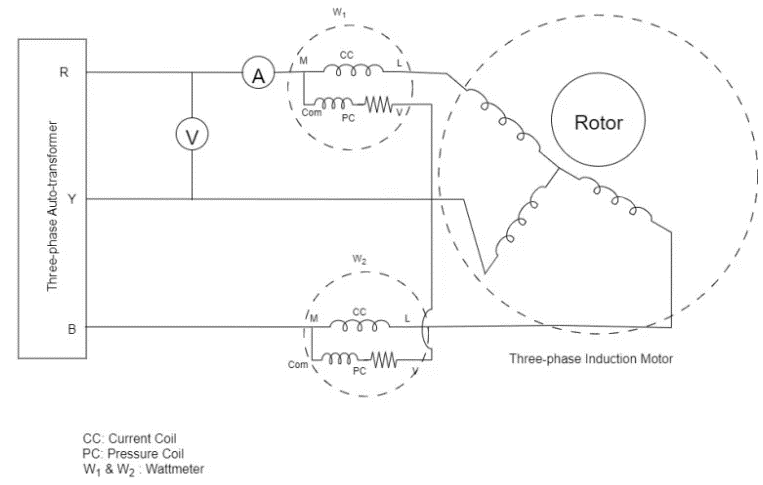 W1
R
A
M
CC
L
Com
PC
V
V
Rotor
Three-phase Auto-transformer
Y
W2
B
M
CC
L
Com
PC
V
Three-phase Induction Motor
CC: Current Coil
PC: Pressure Coil
W1 & W2 : Wattmeter